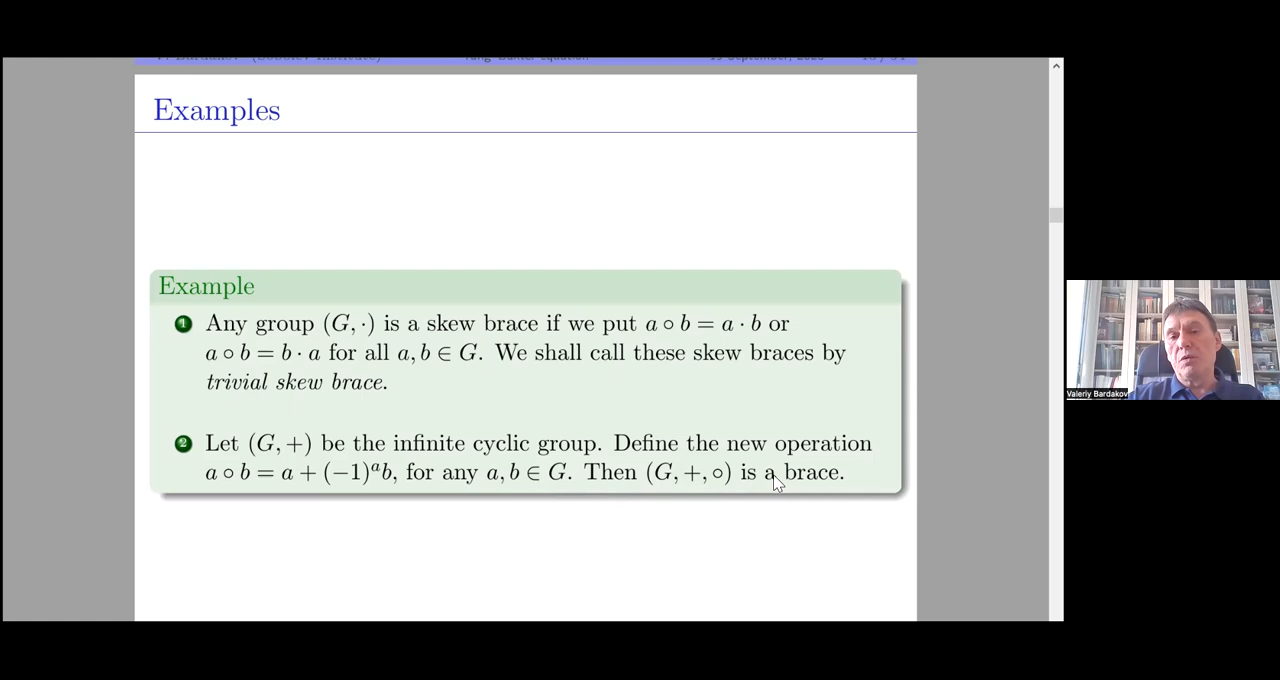 Examples
Example
1 Any group (G, ·) is a skew brace if we put a ∘ b = a · b or
a ∘ b = b · a for all a, b ∈ G. We shall call these skew braces by
trivial skew brace.
2 Let (G, +) be the infinite cyclic group. Define the new operation
a ∘ b = a + (−1)ᵃb, for any a, b ∈ G. Then (G, +, ∘) is a brace.
Valeriy Bardakov